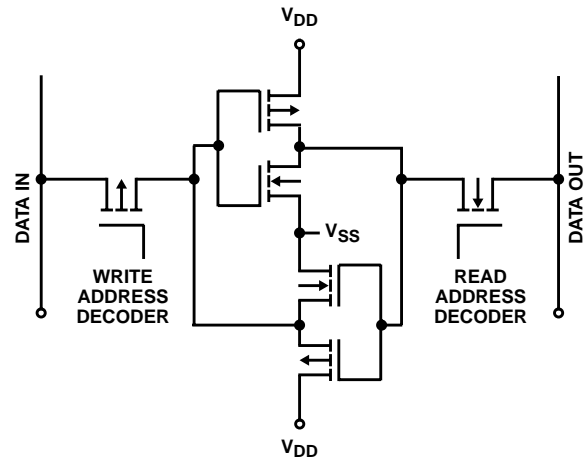 VDD
DATA IN
DATA OUT
VSS
WRITE
ADDRESS
DECODER
READ
ADDRESS
DECODER
VDD